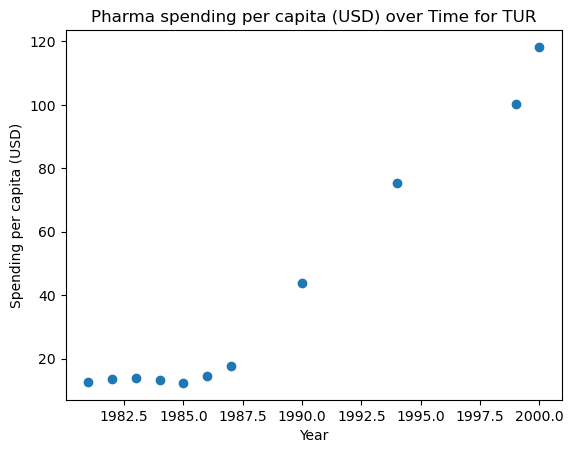 Pharma spending per capita (USD) over Time for TUR
Spending per capita (USD)
120
100
80
60
40
20
1982.5 1985.0 1987.5 1990.0 1992.5 1995.0 1997.5 2000.0
Year